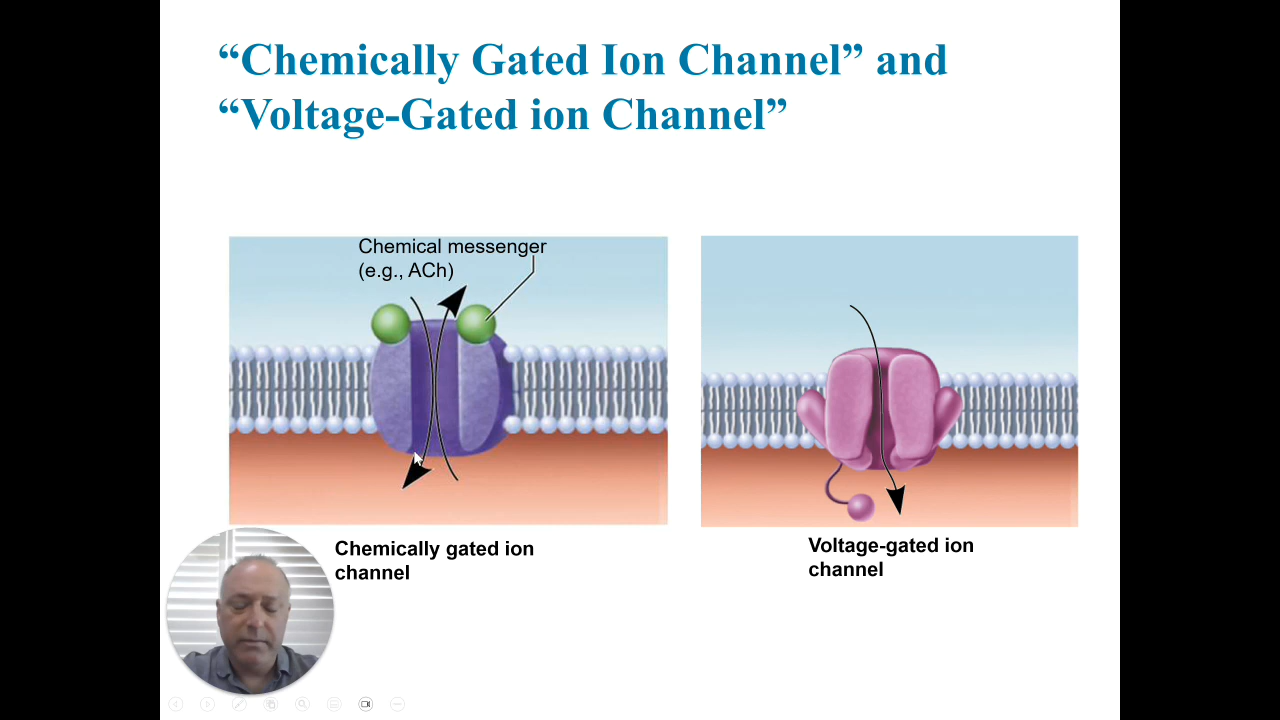 “Chemically Gated Ion Channel” and
“Voltage-Gated ion Channel”
Chemical messenger
(e.g., ACh)
Chemically gated ion
channel
Voltage-gated ion
channel